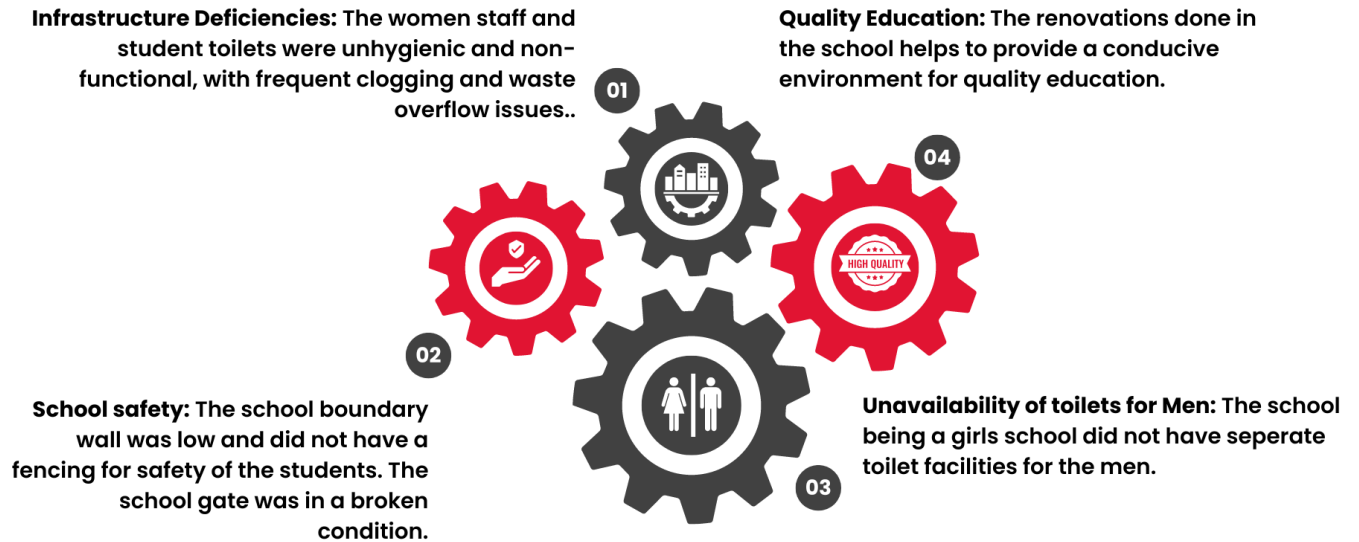 Infrastructure Deficiencies: The women staff and
student toilets were unhygienic and non-
functional, with frequent clogging and waste
overflow issues..
01
Quality Education: The renovations done in
the school helps to provide a conducive
environment for quality education.
04
HIGH QUALITY
02
School safety: The school boundary
wall was low and did not have a
fencing for safety of the students. The
school gate was in a broken
condition.
Unavailability of toilets for Men: The school
being a girls school did not have seperate
toilet facilities for the men.
03